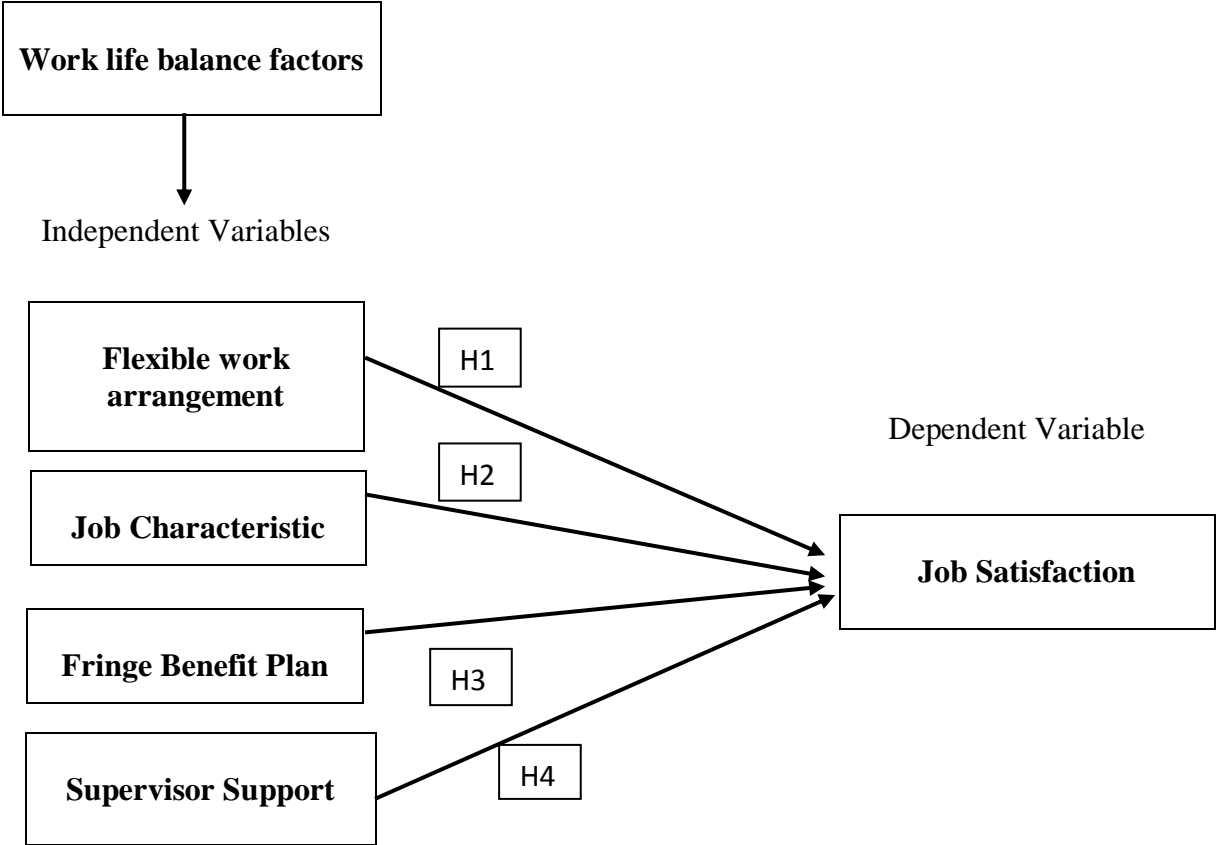 Work life balance factors
Independent Variables
Flexible work
arrangement
H1
Dependent Variable
H2
Job Characteristic
Job Satisfaction
Fringe Benefit Plan
H3
Supervisor Support
H4